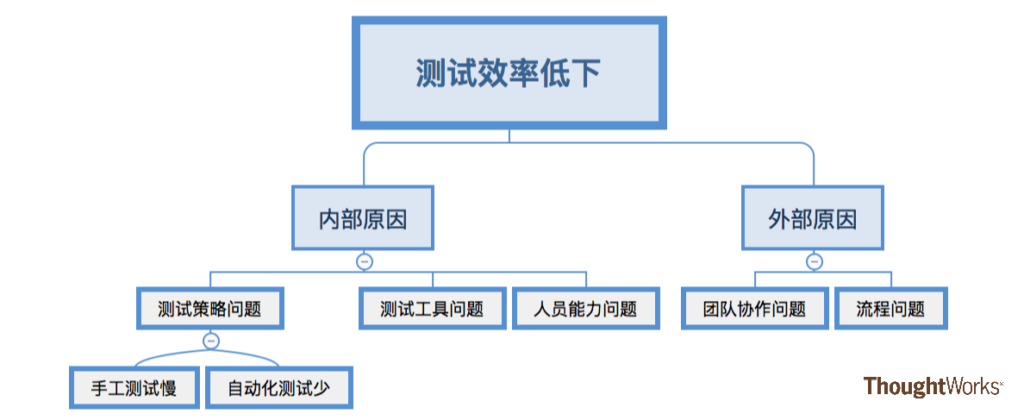 测试效率低下
内部原因
外部原因
测试策略问题
测试工具问题
人员能力问题
团队协作问题
流程问题
手工测试慢
自动化测试少
ThoughtWorks